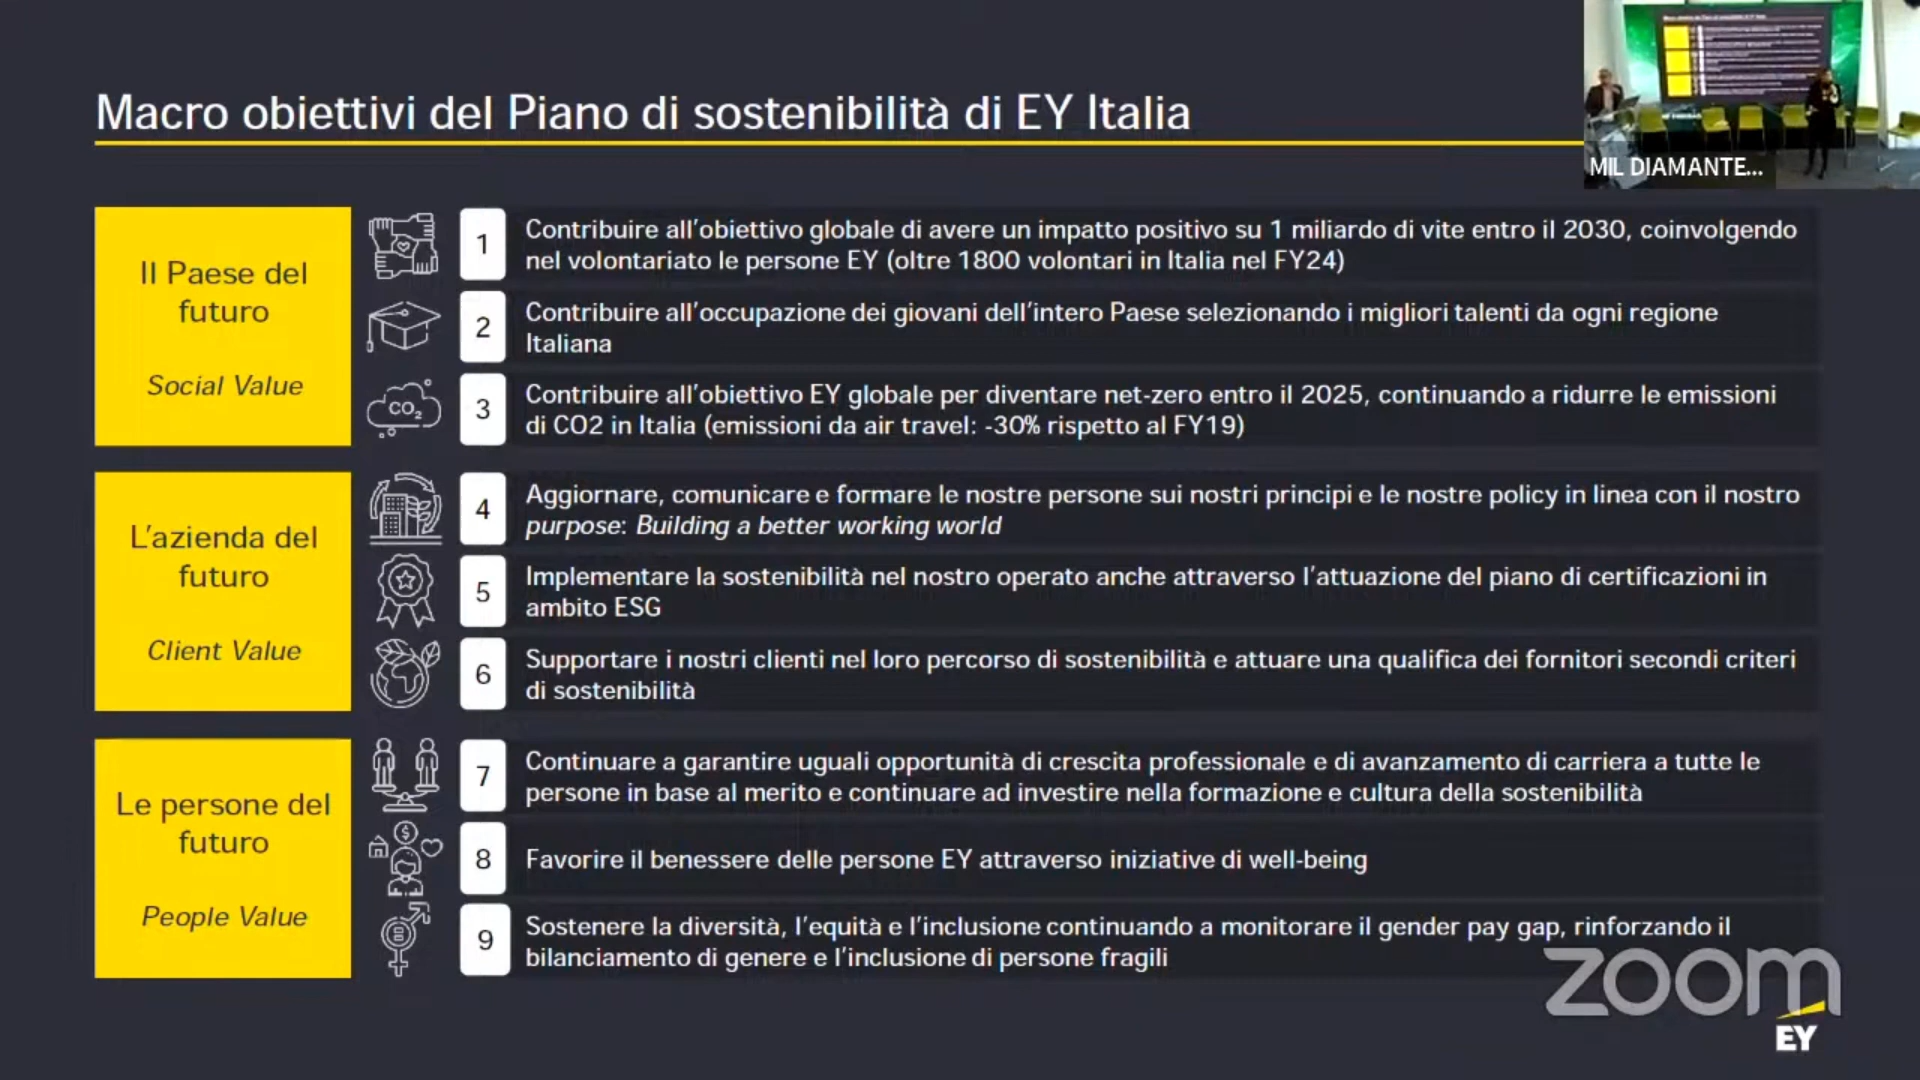 Macro obiettivi del Piano di sostenibilità di EY Italia
MIL DIAMANTE...
Il Paese del
futuro
Social Value
1
Contribuire all'obiettivo globale di avere un impatto positivo su 1 miliardo di vite entro il 2030, coinvolgendo
nel volontariato le persone EY (oltre 1800 volontari in Italia nel FY24)
2
Contribuire all'occupazione dei giovani dell'intero Paese selezionando i migliori talenti da ogni regione
Italiana
CO2
3
Contribuire all'obiettivo EY globale per diventare net-zero entro il 2025, continuando a ridurre le emissioni
di CO2 in Italia (emissioni da air travel: -30% rispetto al FY19)
L'azienda del
futuro
Client Value
4
Aggiornare, comunicare e formare le nostre persone sui nostri principi e le nostre policy in linea con il nostro
purpose: Building a better working world
5
Implementare la sostenibilità nel nostro operato anche attraverso l'attuazione del piano di certificazioni in
ambito ESG
6
Supportare i nostri clienti nel loro percorso di sostenibilità e attuare una qualifica dei fornitori secondi criteri
di sostenibilità
Le persone del
futuro
People Value
7
Continuare a garantire uguali opportunità di crescita professionale e di avanzamento di carriera a tutte le
persone in base al merito e continuare ad investire nella formazione e cultura della sostenibilità
$
8
Favorire il benessere delle persone EY attraverso iniziative di well-being
9
Sostenere la diversità, l'equità e l'inclusione continuando a monitorare il gender pay gap, rinforzando il
bilanciamento di genere e l'inclusione di persone fragili
zoom
EY